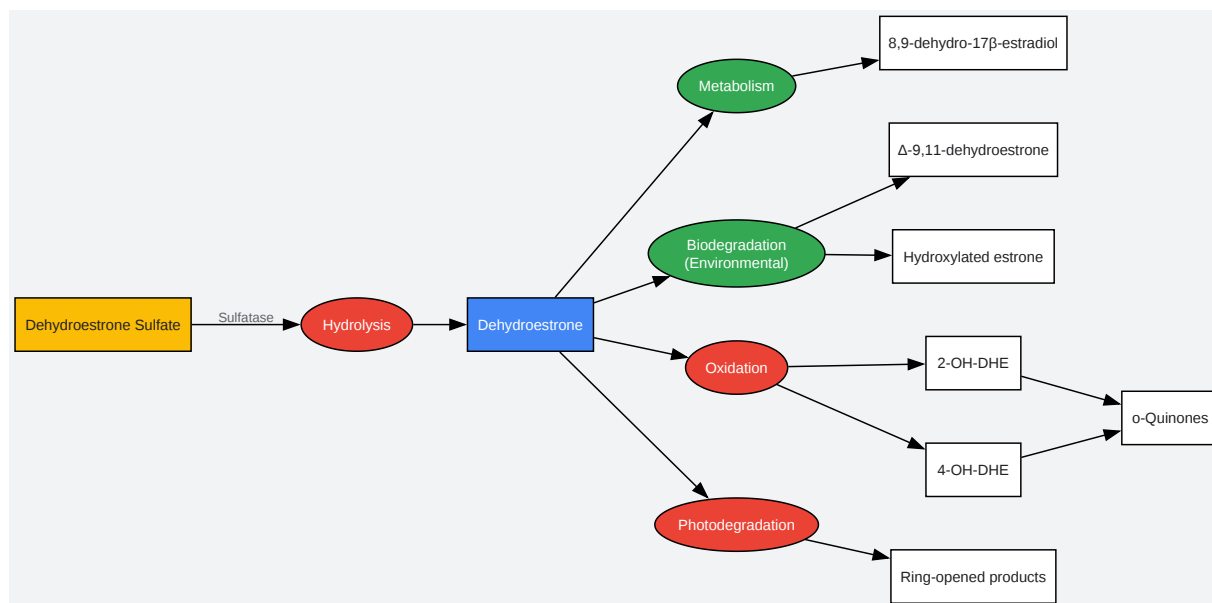 Dehydroestrone Sulfate
Sulfatase
Hydrolysis
Dehydroestrone
Metabolism
8,9-dehydro-17β-estradiol
Biodegradation
(Environmental)
Δ-9,11-dehydroestrone
Hydroxylated estrone
Oxidation
2-OH-DHE
4-OH-DHE
o-Quinones
Photodegradation
Ring-opened products